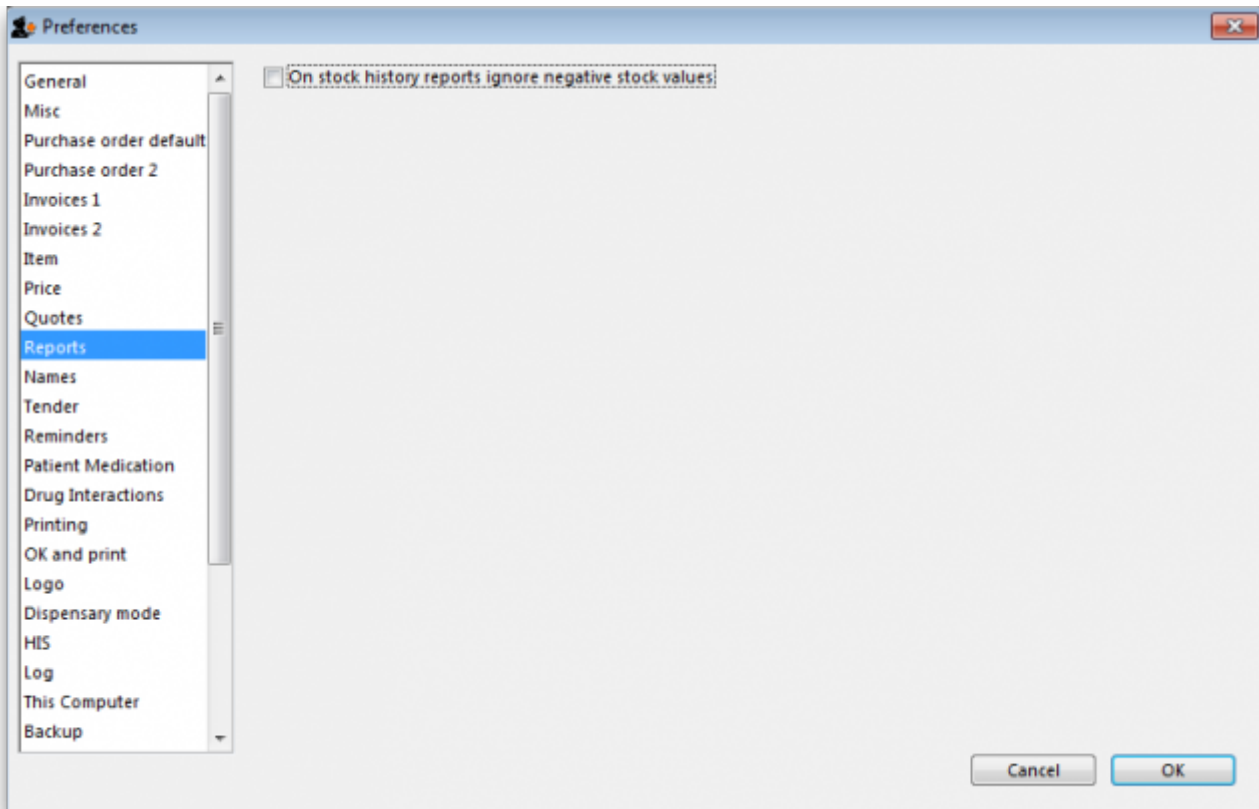 Preferences
General
Misc
Purchase order default
Purchase order 2
Invoices 1
Invoices 2
Item
Price
Quotes
Reports
Names
Tender
Reminders
Patient Medication
Drug Interactions
Printing
OK and print
Logo
Dispensary mode
HIS
Log
This Computer
Backup
On stock history reports ignore negative stock values
Cancel
OK